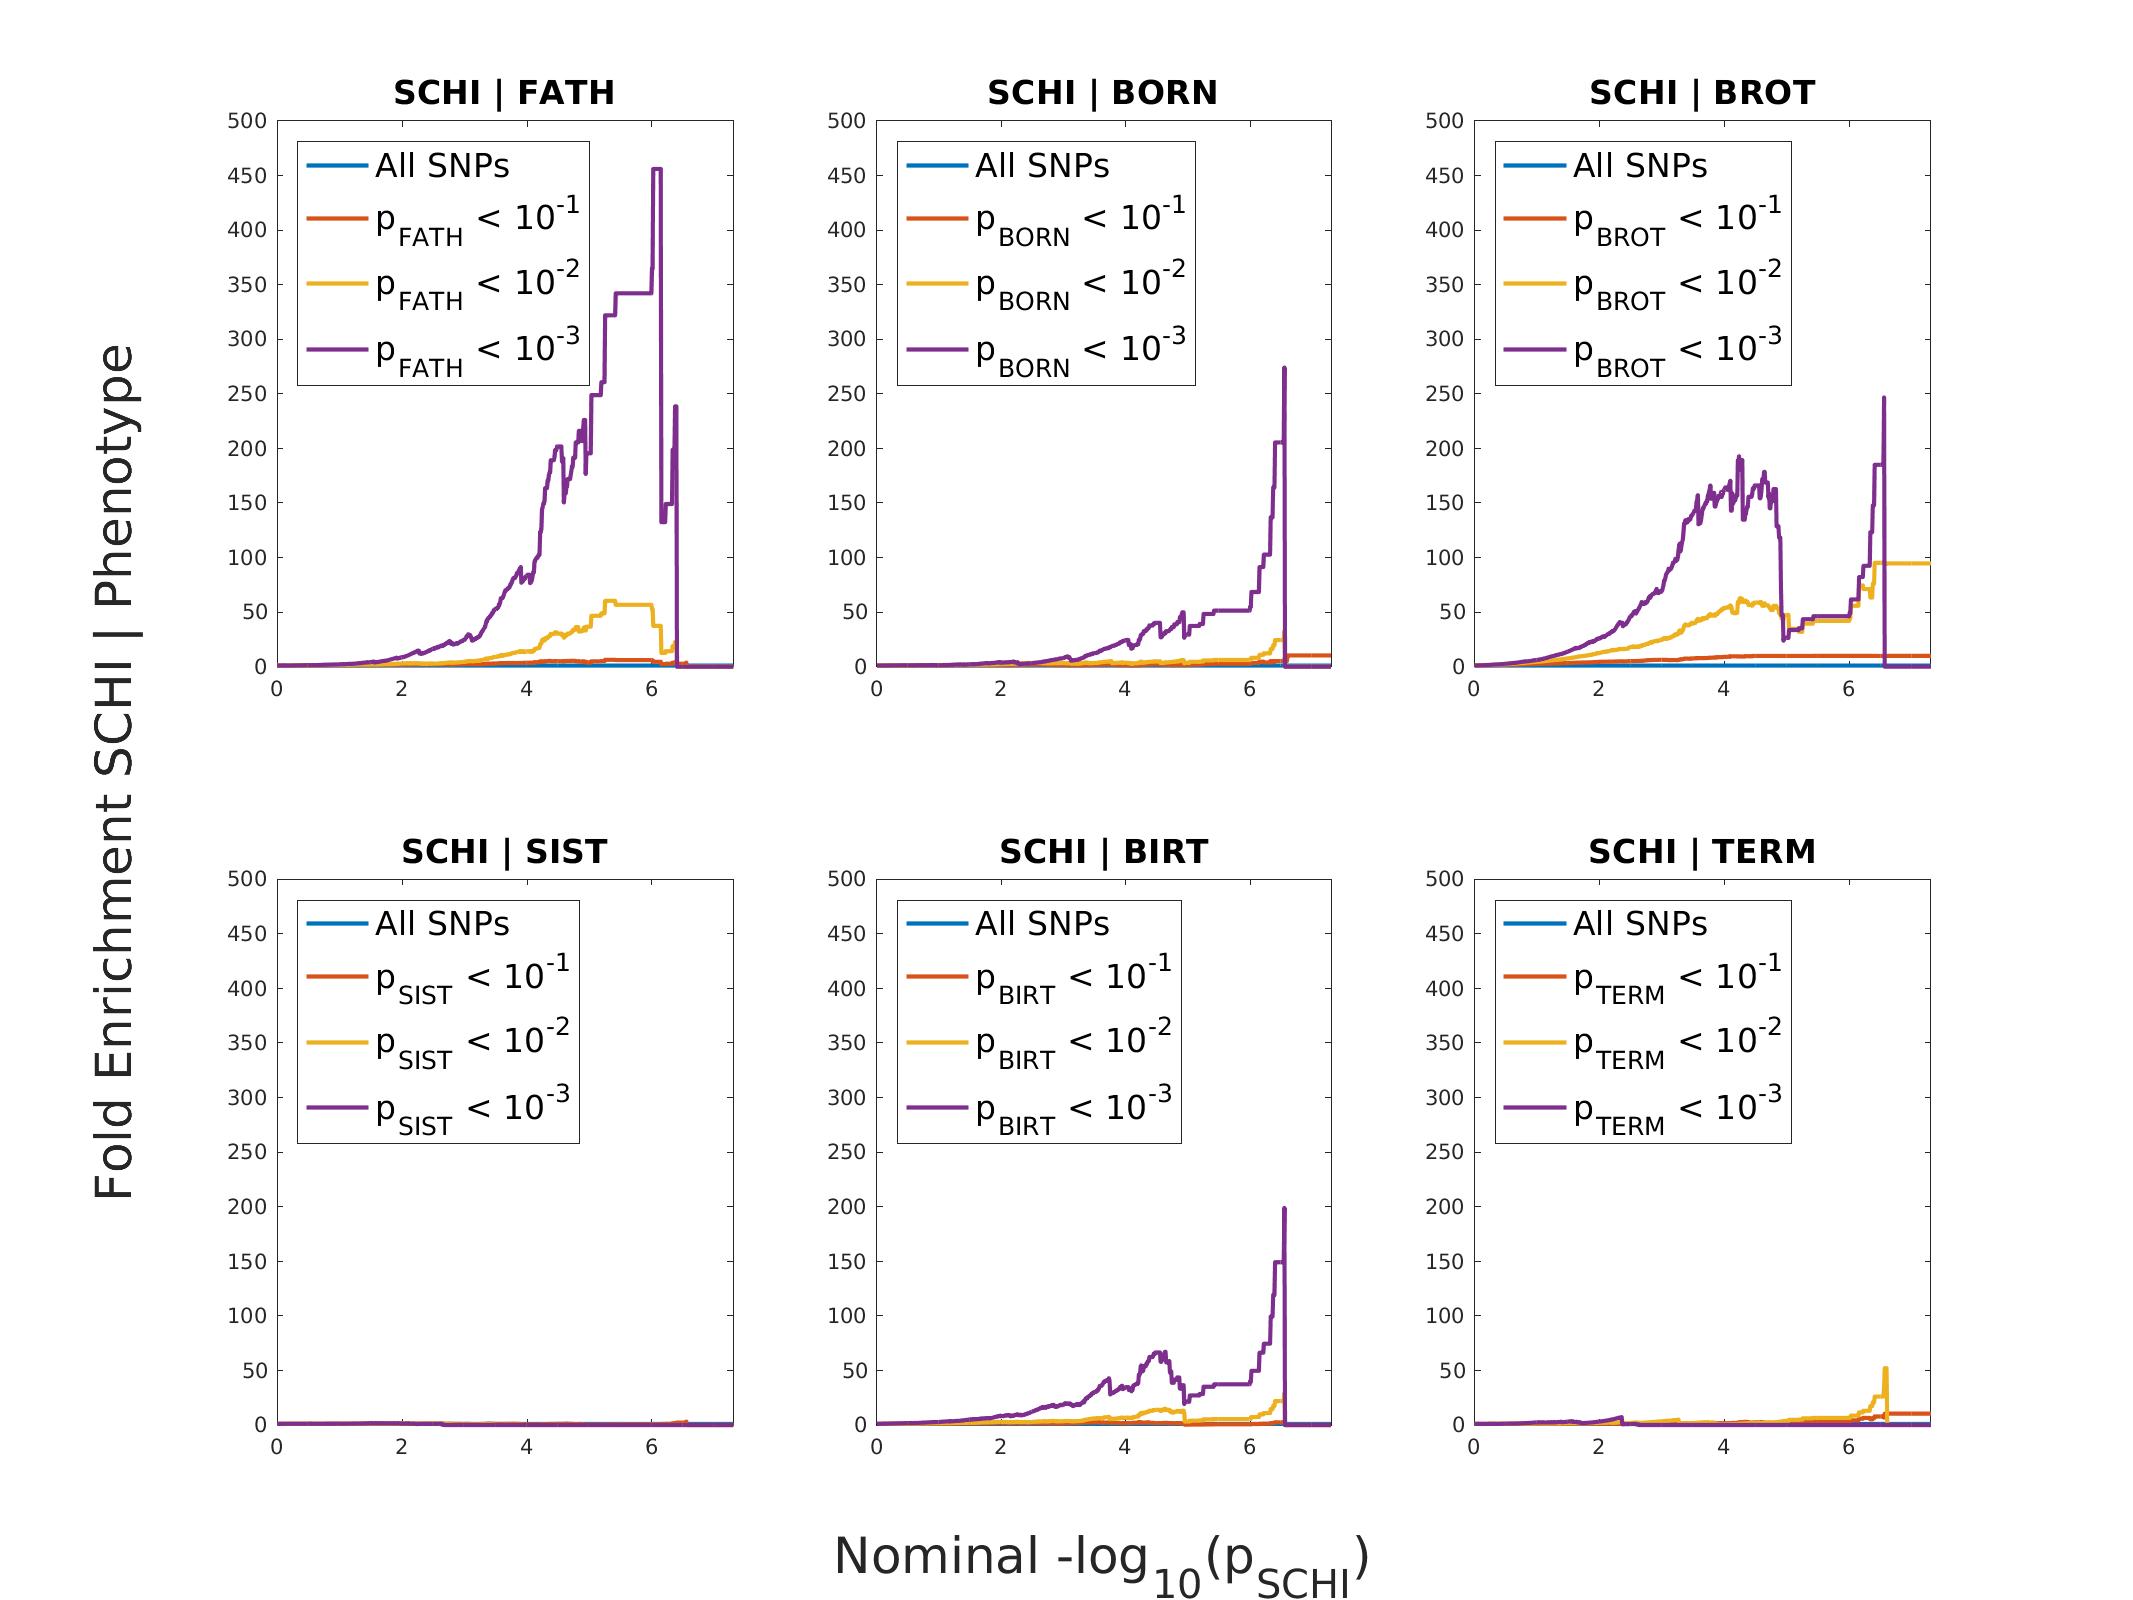 Fold Enrichment SCHI | Phenotype
SCHI | FATH
500
450
400
350
300
250
200
150
100
50
0
0 2 4 6
All SNPs
pFATH < 10-1
pFATH < 10-2
pFATH < 10-3
SCHI | BORN
500
450
400
350
300
250
200
150
100
50
0
0 2 4 6
All SNPs
pBORN < 10-1
pBORN < 10-2
pBORN < 10-3
SCHI | BROT
500
450
400
350
300
250
200
150
100
50
0
0 2 4 6
All SNPs
pBROT < 10-1
pBROT < 10-2
pBROT < 10-3
SCHI | SIST
500
450
400
350
300
250
200
150
100
50
0
0 2 4 6
All SNPs
pSIST < 10-1
pSIST < 10-2
pSIST < 10-3
SCHI | BIRT
500
450
400
350
300
250
200
150
100
50
0
0 2 4 6
All SNPs
pBIRT < 10-1
pBIRT < 10-2
pBIRT < 10-3
SCHI | TERM
500
450
400
350
300
250
200
150
100
50
0
0 2 4 6
All SNPs
pTERM < 10-1
pTERM < 10-2
pTERM < 10-3
Nominal -log10(pSCHI)